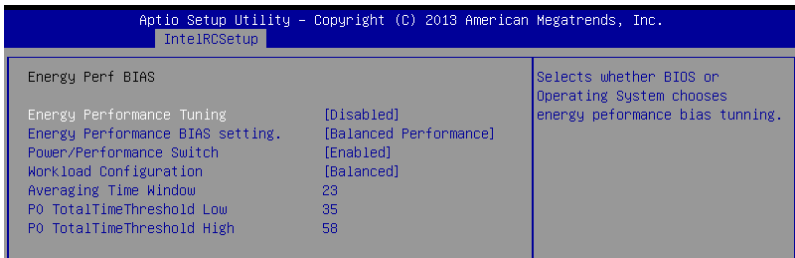 Aptio Setup Utility – Copyright (C) 2013 American Megatrends, Inc.
IntelRCSetup
Energy Perf BIAS
Energy Performance Tuning [Disabled]
Energy Performance BIAS setting. [Balanced Performance]
Power/Performance Switch [Enabled]
Workload Configuration [Balanced]
Averaging Time Window 23
P0 TotalTimeThreshold Low 35
P0 TotalTimeThreshold High 58
Selects whether BIOS or
Operating System chooses
energy peformance bias tunning.